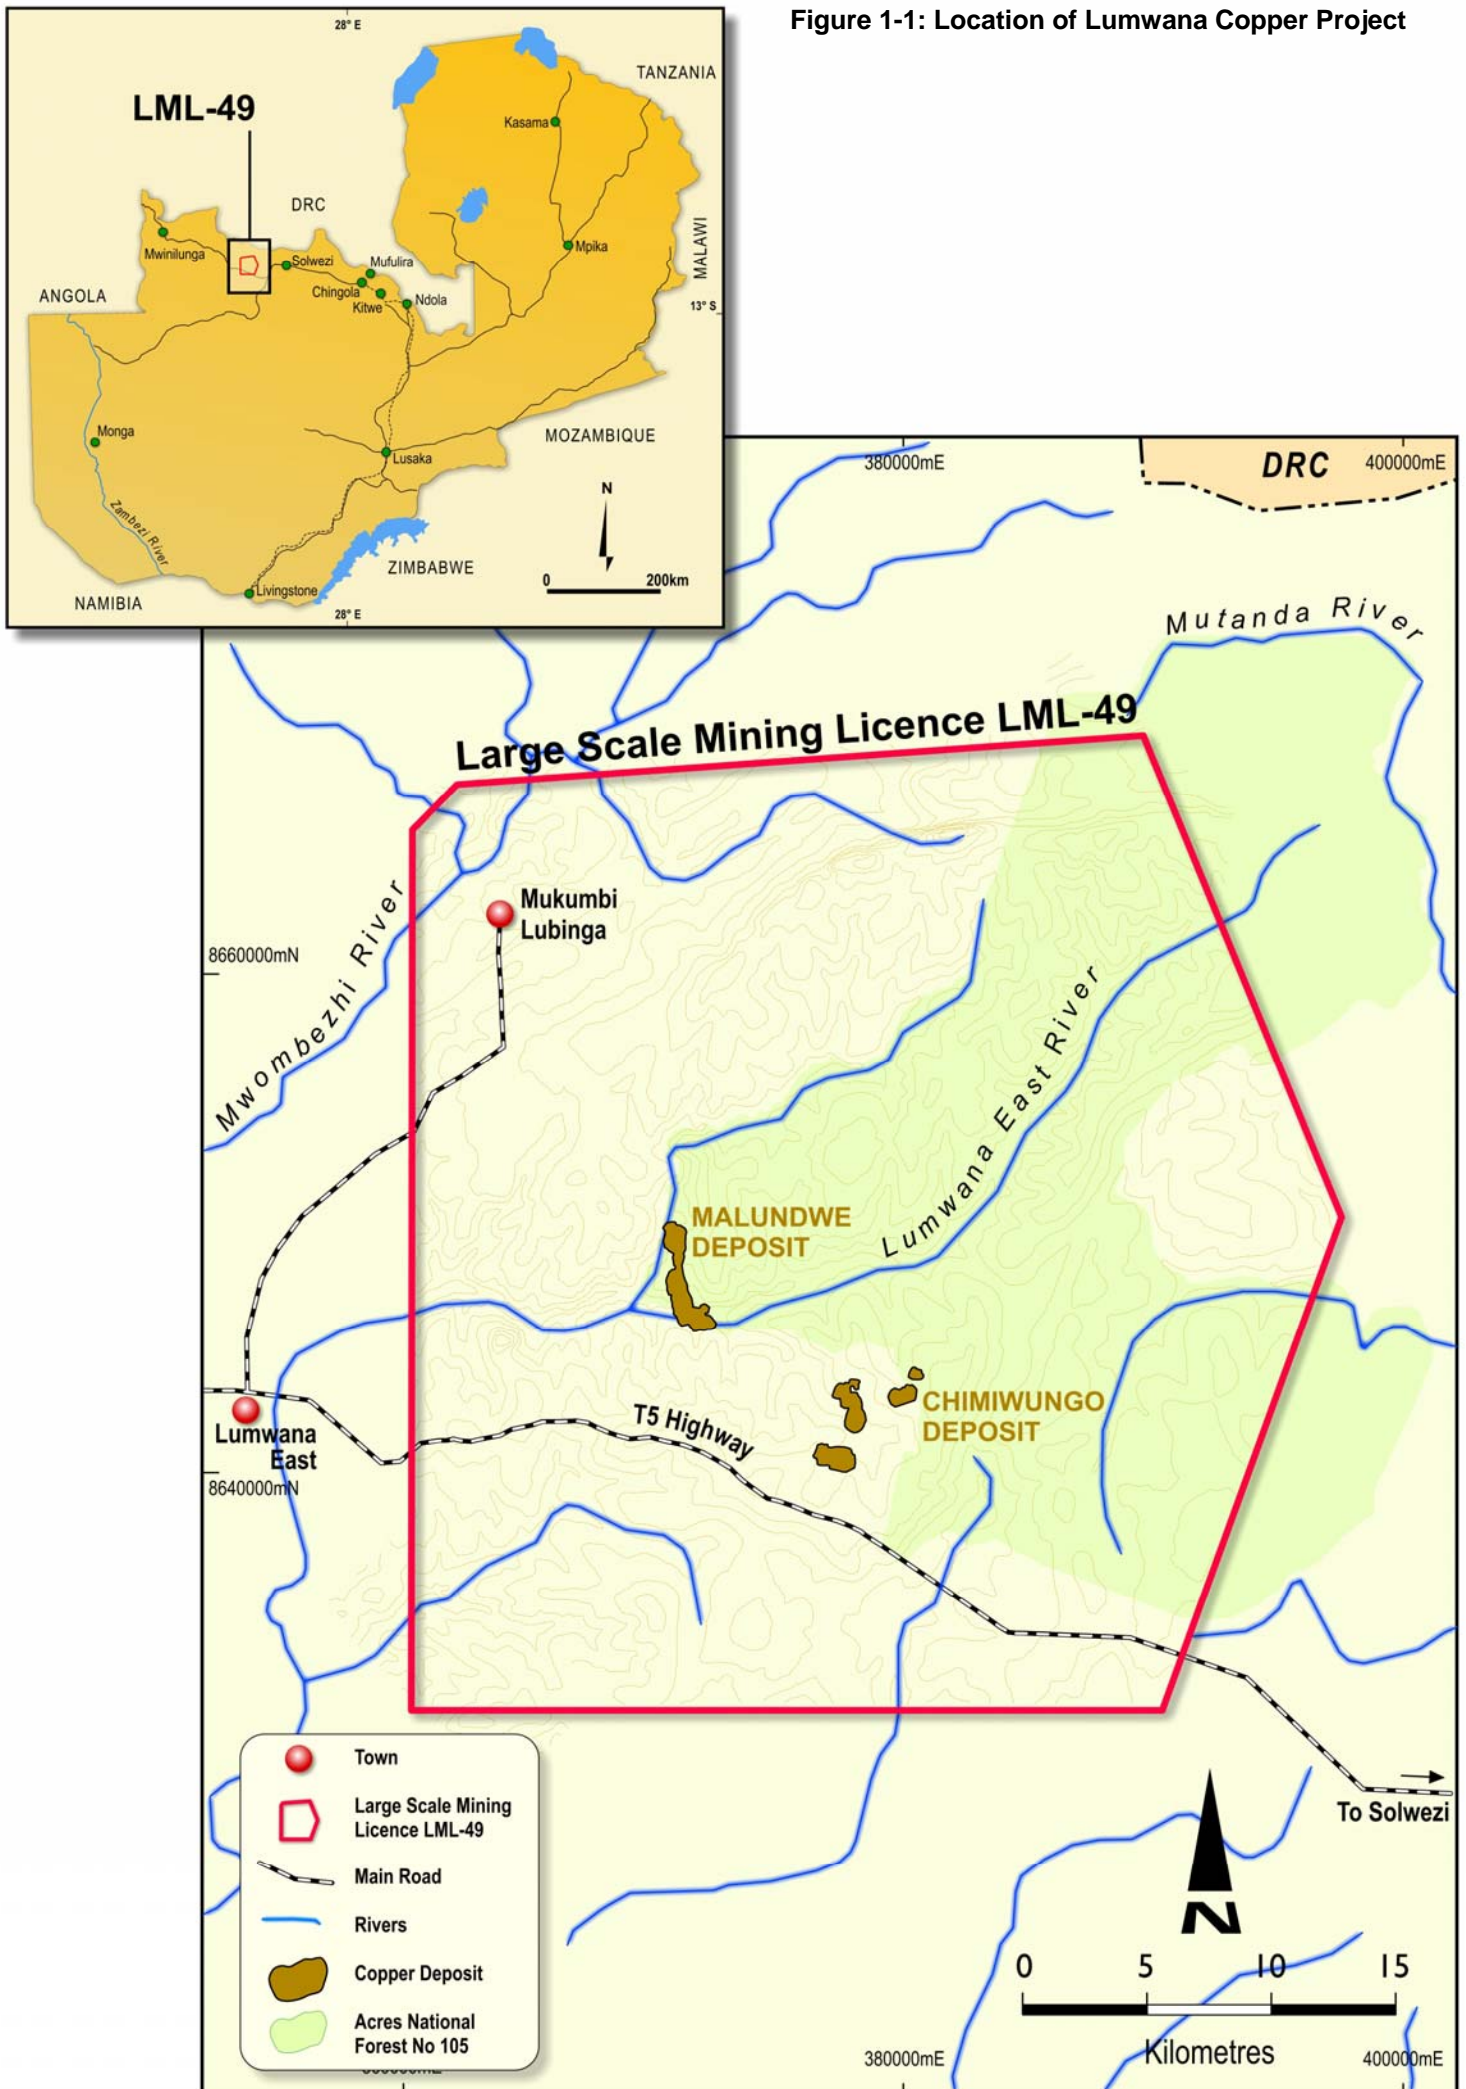 Figure 1-1: Location of Lumwana Copper Project
28° E
TANZANIA
LML-49
Kasama
DRC
MALAWI
Mwinilunga
Solwezi
Mufulira
Mpika
Chingola
Kitwe
Ndola
ANGOLA
13° S
Monga
MOZAMBIQUE
Lusaka
Zambezi River
N
ZIMBABWE
0
200km
Livingstone
NAMIBIA
28° E
380000mE
DRC
400000mE
Mutanda River
Large Scale Mining Licence LML-49
Mukumbi
Lubinga
8660000mN
Mwombezhi River
Lumwana East River
MALUNDWE
DEPOSIT
CHIMIWUNGO
DEPOSIT
T5 Highway
Lumwana
East
8640000mN
Town
Large Scale Mining
Licence LML-49
Main Road
Rivers
Copper Deposit
Acres National
Forest No 105
To Solwezi
N
0 5 10 15
Kilometres
380000mE
400000mE